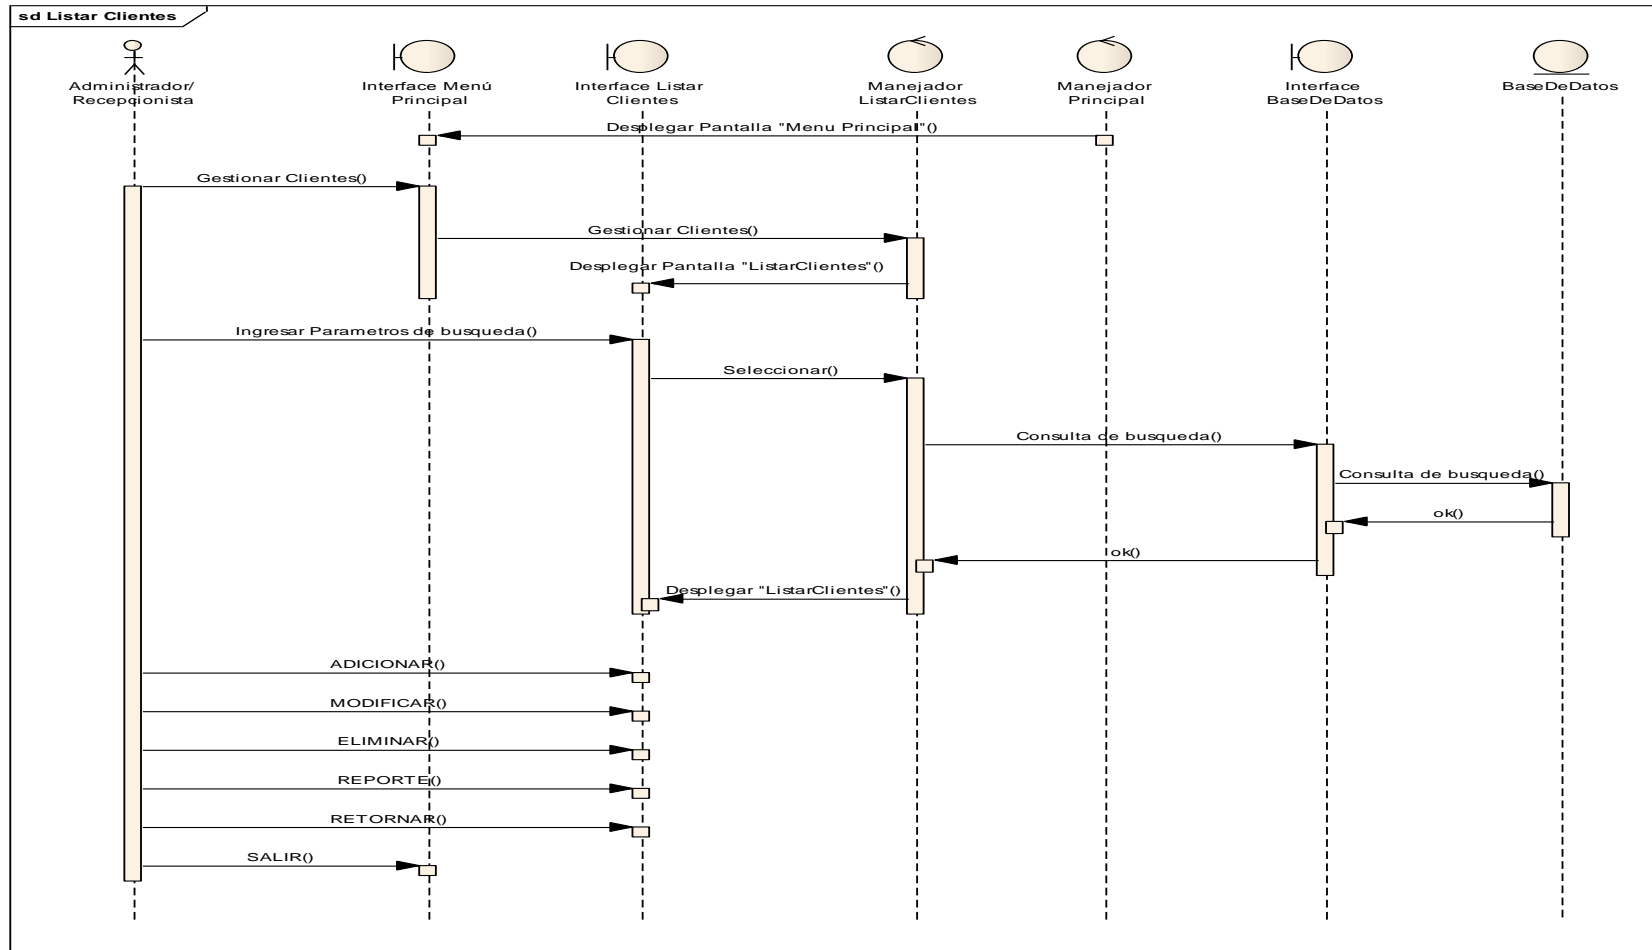 sd Listar Clientes
Administrador/
Recepcionista
Interface Menú
Principal
Interface Listar
Clientes
Manejador
ListarClientes
Manejador
Principal
Interface
BaseDeDatos
BaseDeDatos
Desplegar Pantalla "Menu Principal"()
Gestionar Clientes()
Gestionar Clientes()
Desplegar Pantalla "ListarClientes"()
Ingresar Parametros de busqueda()
Seleccionar()
Consulta de busqueda()
Consulta de busqueda()
ok()
ok()
Desplegar "ListarClientes"()
ADICIONAR()
MODIFICAR()
ELIMINAR()
REPORTE()
RETORNAR()
SALIR()